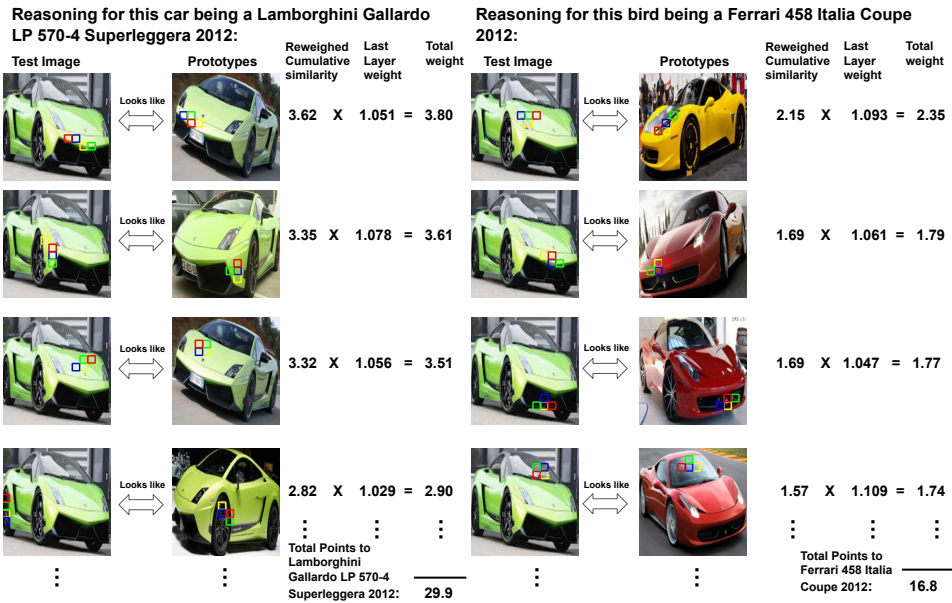 Reasoning for this car being a Lamborghini Gallardo
LP 570-4 Superleggera 2012:
Test Image
Prototypes
Reweighed
Cumulative
similarity
Last
Layer
weight
Total
weight
Looks like
3.62 X 1.051 = 3.80
Looks like
3.35 X 1.078 = 3.61
Looks like
3.32 X 1.056 = 3.51
Looks like
2.82 X 1.029 = 2.90
Total Points to
Lamborghini
Gallardo LP 570-4
Superleggera 2012: 29.9
Reasoning for this bird being a Ferrari 458 Italia Coupe
2012:
Test Image
Prototypes
Reweighed
Cumulative
similarity
Last
Layer
weight
Total
weight
Looks like
2.15 X 1.093 = 2.35
Looks like
1.69 X 1.061 = 1.79
Looks like
1.69 X 1.047 = 1.77
Looks like
1.57 X 1.109 = 1.74
Total Points to
Ferrari 458 Italia
Coupe 2012: 16.8